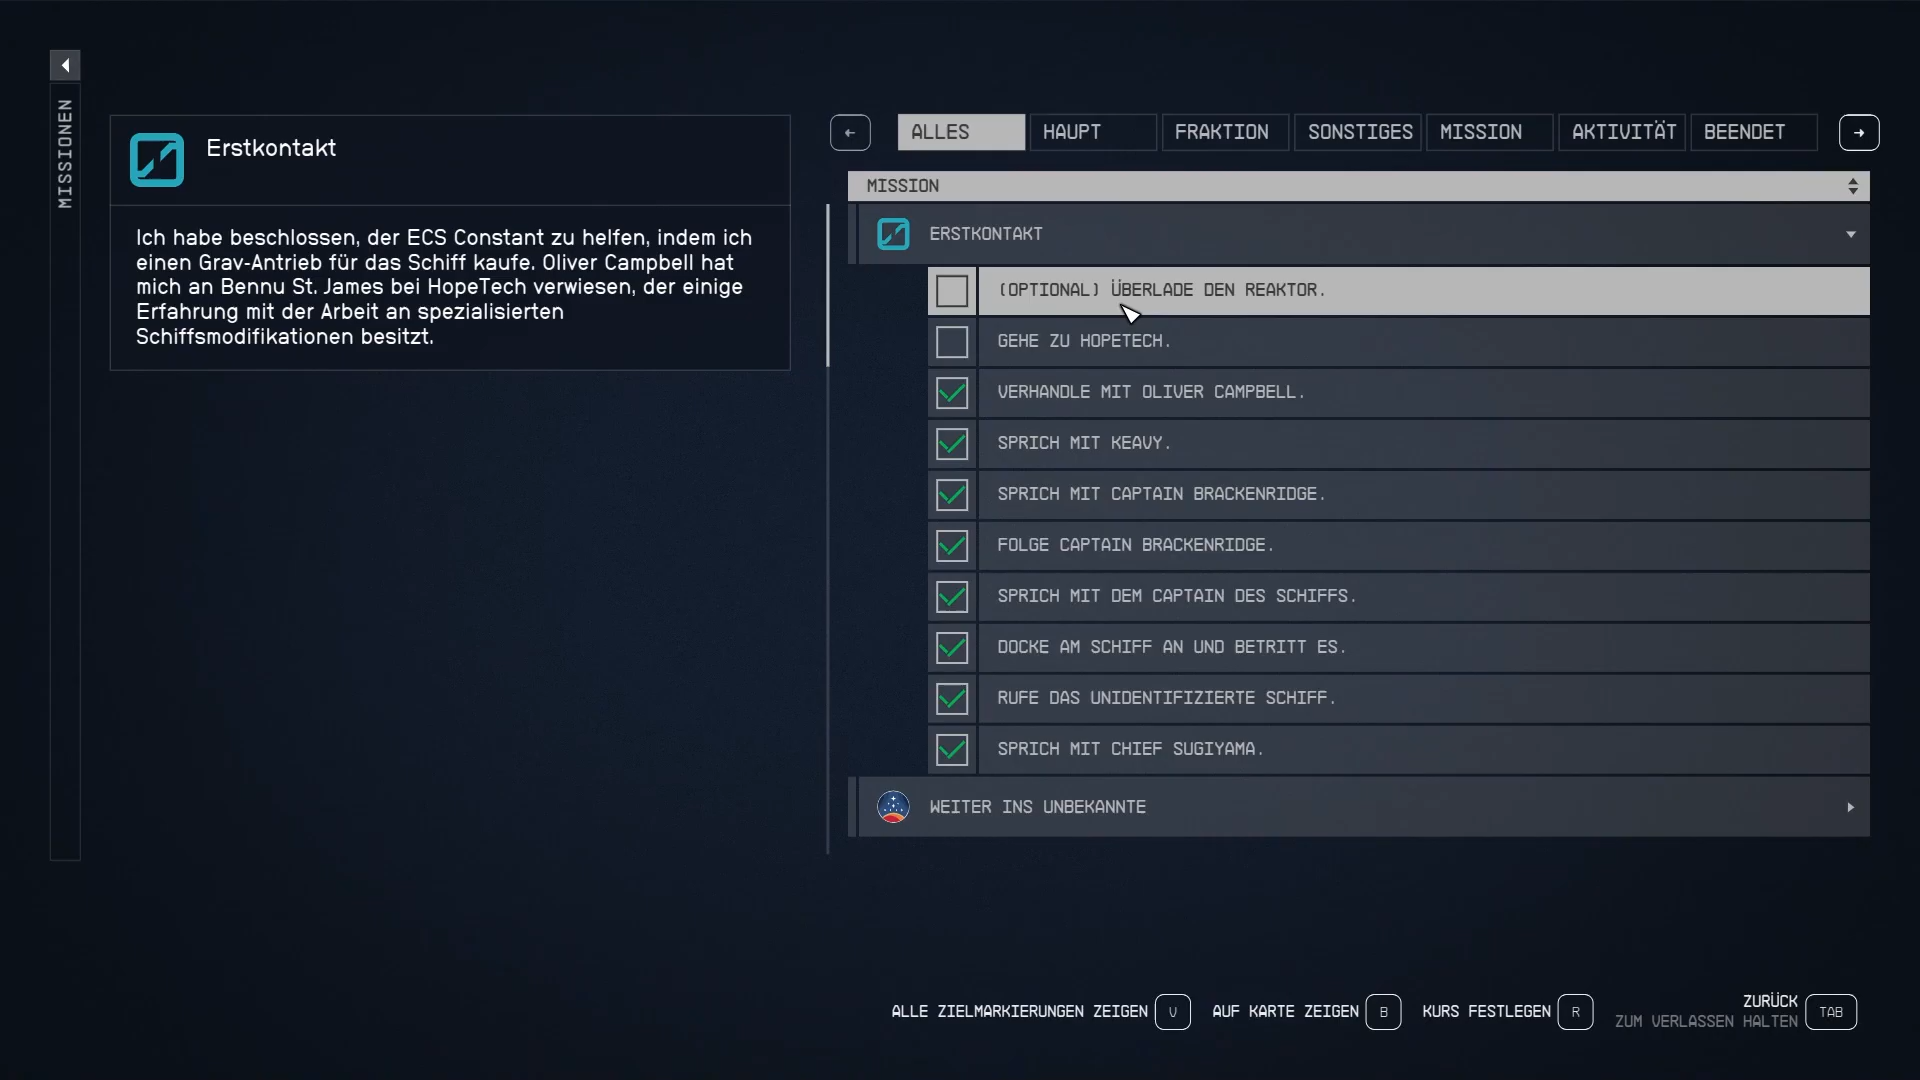 MISSIONEN
Erstkontakt
Ich habe beschlossen, der ECS Constant zu helfen, indem ich
einen Grav-Antrieb für das Schiff kaufe. Oliver Campbell hat
mich an Bennu St. James bei HopeTech verwiesen, der einige
Erfahrung mit der Arbeit an spezialisierten
Schiffsmodifikationen besitzt.
ALLES
HAUPT
FRAKTION
SONSTIGES
MISSION
AKTIVITÄT
BEENDET
MISSION
ERSTKONTAKT
(OPTIONAL) ÜBERLADE DEN REAKTOR.
GEHE ZU HOPETECH.
VERHANDLE MIT OLIVER CAMPBELL.
SPRICH MIT KEAVY.
SPRICH MIT CAPTAIN BRACKENRIDGE.
FOLGE CAPTAIN BRACKENRIDGE.
SPRICH MIT DEM CAPTAIN DES SCHIFFS.
DOCKE AM SCHIFF AN UND BETRITT ES.
RUFE DAS UNIDENTIFIZIERTE SCHIFF.
SPRICH MIT CHIEF SUGIYAMA.
WEITER INS UNBEKANNTE
ALLE ZIELMARKIERUNGEN ZEIGEN V
AUF KARTE ZEIGEN B
KURS FESTLEGEN R
ZURÜCK
ZUM VERLASSEN HALTEN TAB